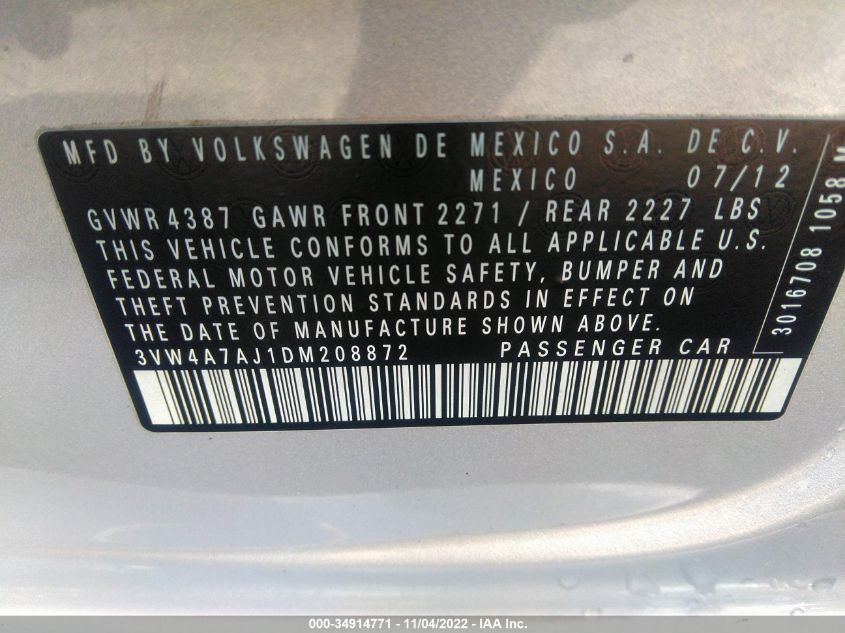 MFD BY VOLKSWAGEN DE MEXICO S.A. DE C.V.
MEXICO 07/12
GVWR 4387 GAWR FRONT 2271 / REAR 2227 LBS
THIS VEHICLE CONFORMS TO ALL APPLICABLE U.S.
FEDERAL MOTOR VEHICLE SAFETY, BUMPER AND
THEFT PREVENTION STANDARDS IN EFFECT ON
THE DATE OF MANUFACTURE SHOWN ABOVE.
3VW4A7AJ1DM208872 PASSENGER CAR
3016708 1058 M
000-34914771 - 11/04/2022 - IAA Inc.